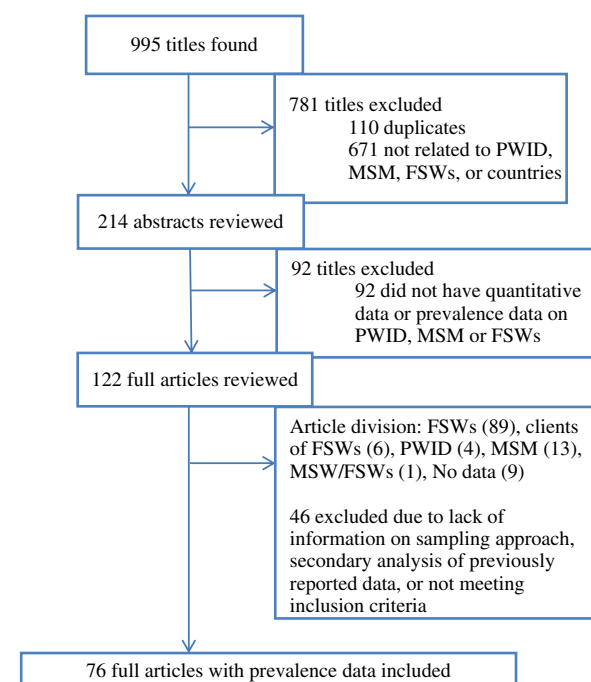 995 titles found
781 titles excluded
110 duplicates
671 not related to PWID,
MSM, FSWs, or countries
214 abstracts reviewed
92 titles excluded
92 did not have quantitative
data or prevalence data on
PWID, MSM or FSWs
122 full articles reviewed
Article division: FSWs (89), clients
of FSWs (6), PWID (4), MSM (13),
MSW/FSWs (1), No data (9)
46 excluded due to lack of
information on sampling approach,
secondary analysis of previously
reported data, or not meeting
inclusion criteria
76 full articles with prevalence data included